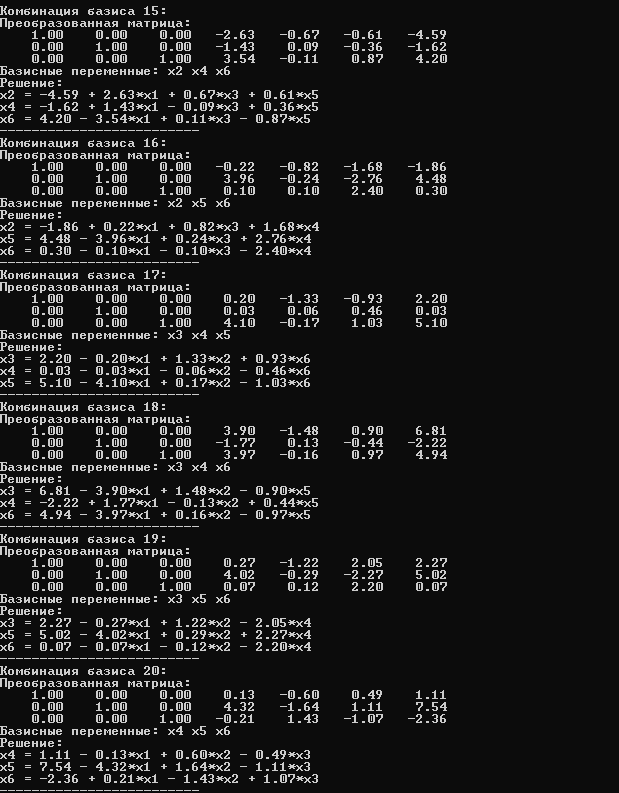 Комбинация базиса 15:
Преобразованная матрица:
1.00 0.00 0.00 -2.63 -0.67 -0.61 -4.59
0.00 1.00 0.00 -1.43 0.09 -0.36 -1.62
0.00 0.00 1.00 3.54 -0.11 0.87 4.20
Базисные переменные: x2 x4 x6
Решение:
x2 = -4.59 + 2.63*x1 + 0.67*x3 + 0.61*x5
x4 = -1.62 + 1.43*x1 - 0.09*x3 + 0.36*x5
x6 = 4.20 - 3.54*x1 + 0.11*x3 - 0.87*x5
-------------------------
Комбинация базиса 16:
Преобразованная матрица:
1.00 0.00 0.00 -0.22 -0.82 -1.68 -1.86
0.00 1.00 0.00 3.96 -0.24 -2.76 4.48
0.00 0.00 1.00 0.10 0.10 2.40 0.30
Базисные переменные: x2 x5 x6
Решение:
x2 = -1.86 + 0.22*x1 + 0.82*x3 + 1.68*x4
x5 = 4.48 - 3.96*x1 + 0.24*x3 + 2.76*x4
x6 = 0.30 - 0.10*x1 - 0.10*x3 - 2.40*x4
-------------------------
Комбинация базиса 17:
Преобразованная матрица:
1.00 0.00 0.00 0.20 -1.33 -0.93 2.20
0.00 1.00 0.00 0.03 0.06 0.46 0.03
0.00 0.00 1.00 4.10 -0.17 1.03 5.10
Базисные переменные: x3 x4 x5
Решение:
x3 = 2.20 - 0.20*x1 + 1.33*x2 + 0.93*x6
x4 = 0.03 - 0.03*x1 - 0.06*x2 - 0.46*x6
x5 = 5.10 - 4.10*x1 + 0.17*x2 - 1.03*x6
-------------------------
Комбинация базиса 18:
Преобразованная матрица:
1.00 0.00 0.00 3.90 -1.48 0.90 6.81
0.00 1.00 0.00 -1.77 0.13 -0.44 -2.22
0.00 0.00 1.00 3.97 -0.16 0.97 4.94
Базисные переменные: x3 x4 x6
Решение:
x3 = 6.81 - 3.90*x1 + 1.48*x2 - 0.90*x5
x4 = -2.22 + 1.77*x1 - 0.13*x2 + 0.44*x5
x6 = 4.94 - 3.97*x1 + 0.16*x2 - 0.97*x5
-------------------------
Комбинация базиса 19:
Преобразованная матрица:
1.00 0.00 0.00 0.27 -1.22 2.05 2.27
0.00 1.00 0.00 4.02 -0.29 -2.27 5.02
0.00 0.00 1.00 0.07 0.12 2.20 0.07
Базисные переменные: x3 x5 x6
Решение:
x3 = 2.27 - 0.27*x1 + 1.22*x2 - 2.05*x4
x5 = 5.02 - 4.02*x1 + 0.29*x2 + 2.27*x4
x6 = 0.07 - 0.07*x1 - 0.12*x2 - 2.20*x4
-------------------------
Комбинация базиса 20:
Преобразованная матрица:
1.00 0.00 0.00 0.13 -0.60 0.49 1.11
0.00 1.00 0.00 4.32 -1.64 1.11 7.54
0.00 0.00 1.00 -0.21 1.43 -1.07 -2.36
Базисные переменные: x4 x5 x6
Решение:
x4 = 1.11 - 0.13*x1 + 0.60*x2 - 0.49*x3
x5 = 7.54 - 4.32*x1 + 1.64*x2 - 1.11*x3
x6 = -2.36 + 0.21*x1 - 1.43*x2 + 1.07*x3
-------------------------